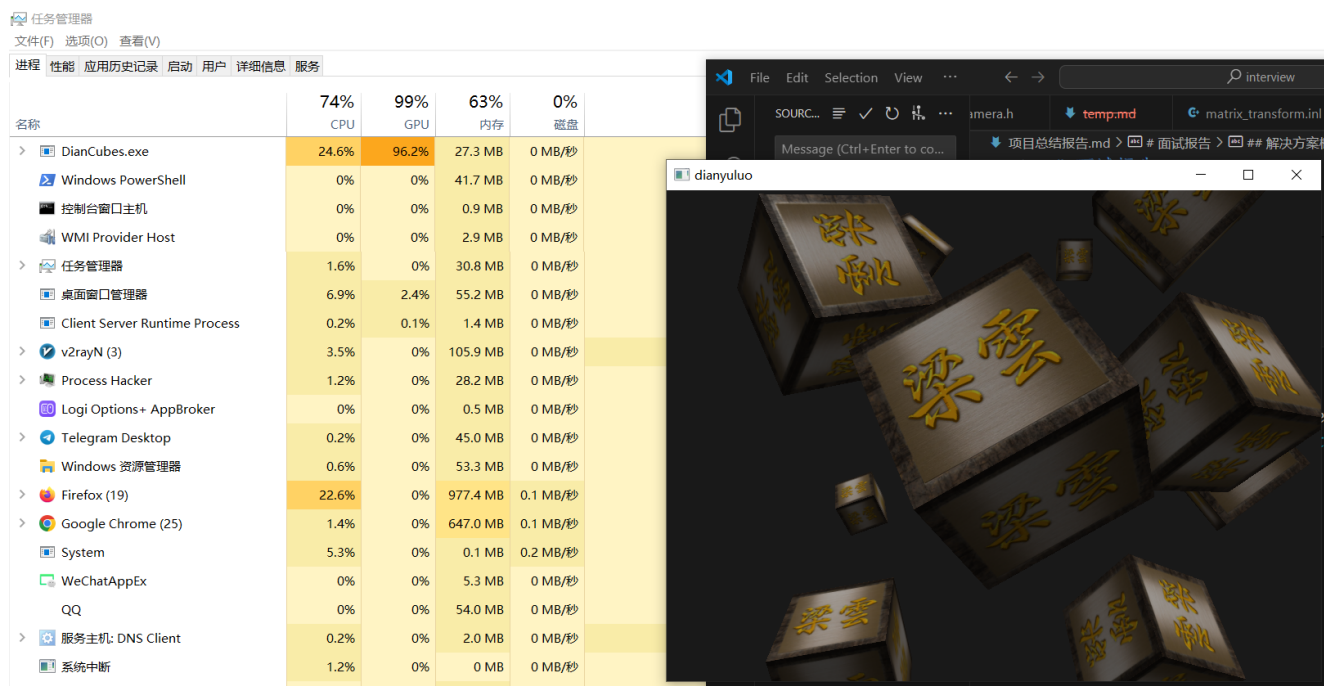 任务管理器
文件(F) 选项(O) 查看(V)
进程 性能 应用历史记录 启动 用户 详细信息 服务
74% 99% 63% 0%
名称 CPU GPU 内存 磁盘
DianCubes.exe 24.6% 96.2% 27.3 MB 0 MB/秒
Windows PowerShell 0% 0% 41.7 MB 0 MB/秒
控制台窗口主机 0% 0% 0.9 MB 0 MB/秒
WMI Provider Host 0% 0% 2.9 MB 0 MB/秒
任务管理器 1.6% 0% 30.8 MB 0 MB/秒
桌面窗口管理器 6.9% 2.4% 55.2 MB 0 MB/秒
Client Server Runtime Process 0.2% 0.1% 1.4 MB 0 MB/秒
v2rayN (3) 3.5% 0% 105.9 MB 0 MB/秒
Process Hacker 1.2% 0% 28.2 MB 0 MB/秒
Logi Options+ AppBroker 0% 0% 0.5 MB 0 MB/秒
Telegram Desktop 0.2% 0% 45.0 MB 0 MB/秒
Windows 资源管理器 0.6% 0% 53.3 MB 0 MB/秒
Firefox (19) 22.6% 0% 977.4 MB 0.1 MB/秒
Google Chrome (25) 1.4% 0% 647.0 MB 0.1 MB/秒
System 5.3% 0% 0.1 MB 0.2 MB/秒
WeChatAppEx 0% 0% 5.3 MB 0 MB/秒
QQ 0% 0% 54.0 MB 0 MB/秒
服务主机: DNS Client 0.2% 0% 2.0 MB 0 MB/秒
系统中断 1.2% 0% 0 MB 0 MB/秒
File Edit Selection View ··· interview
SOURC... amera.h temp.md matrix_transform.inl
项目总结报告.md > # 面试报告 > ## 解决方案
Message (Ctrl+Enter to co...
dianyuluo
梁雲
梁雲
梁雲
梁雲